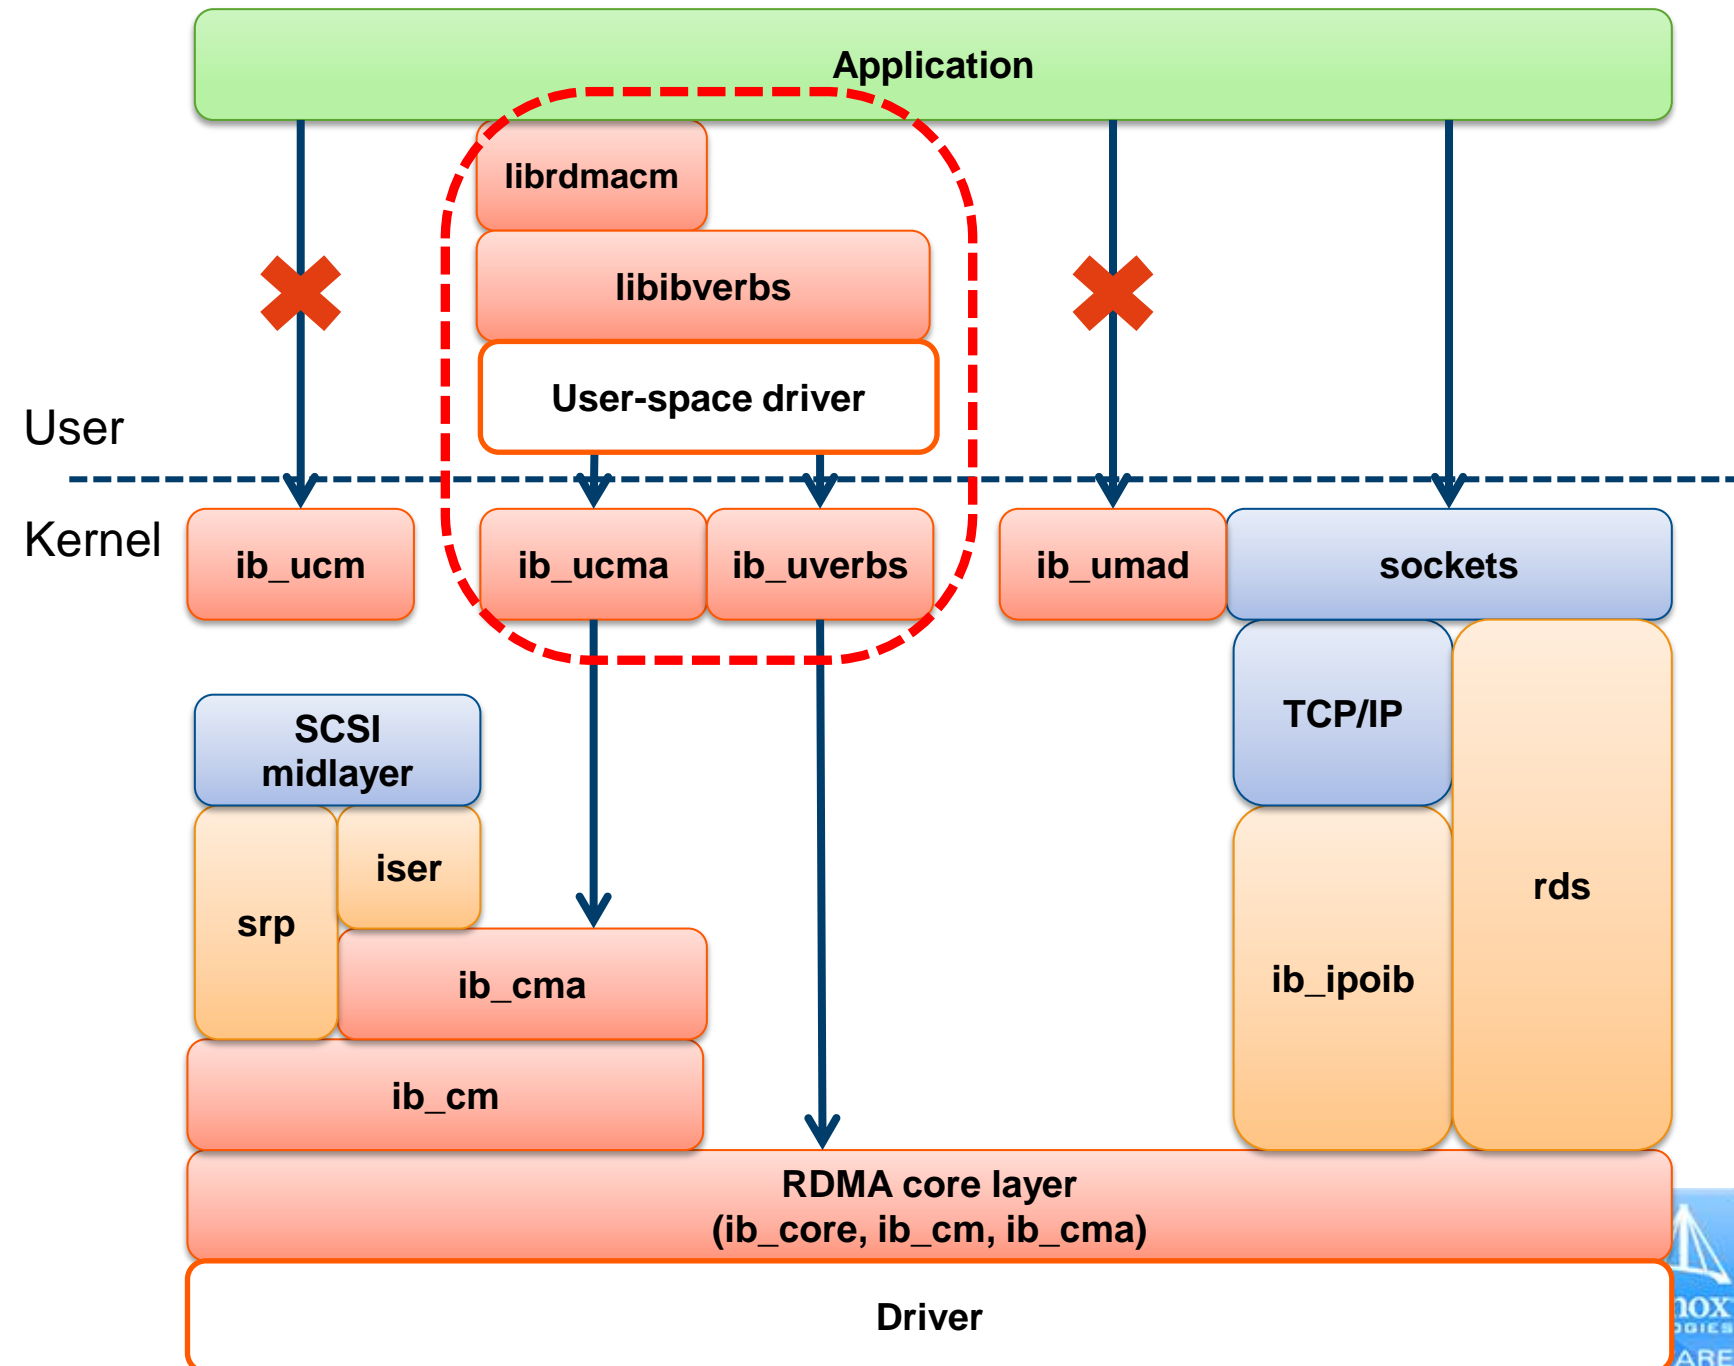 Application
librdmacm
libibverbs
User-space driver
User
Kernel
ib_ucm
ib_ucma
ib_uverbs
ib_umad
sockets
SCSI
midlayer
TCP/IP
iser
srp
rds
ib_cma
ib_ipoib
ib_cm
RDMA core layer
(ib_core, ib_cm, ib_cma)
Driver